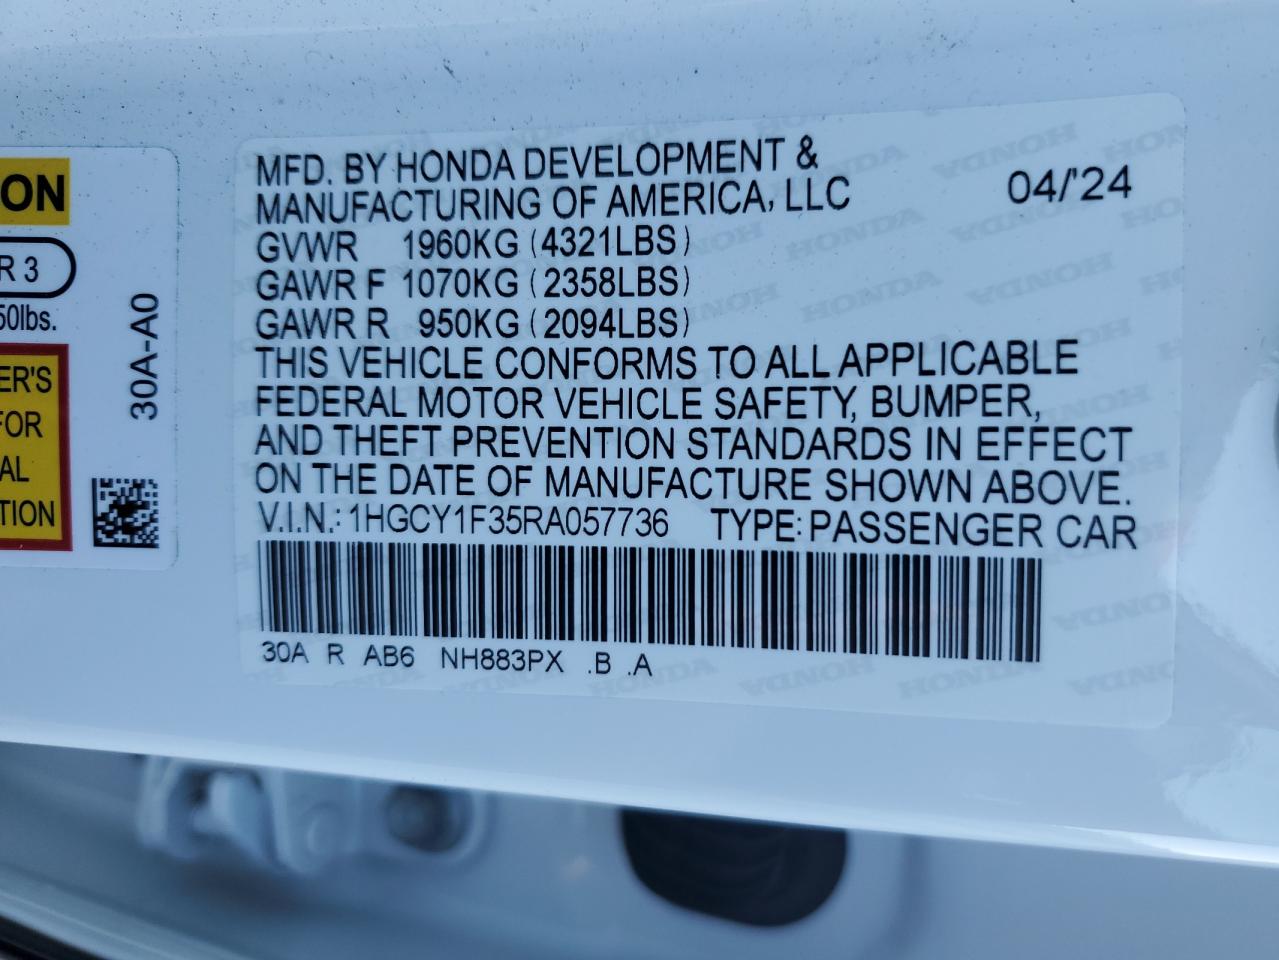 ON
R 3
50lbs.
ER'S
FOR
AL
TION
30A-A0
MFD. BY HONDA DEVELOPMENT &
MANUFACTURING OF AMERICA, LLC 04/'24
GVWR 1960KG (4321LBS)
GAWR F 1070KG (2358LBS)
GAWR R 950KG (2094LBS)
THIS VEHICLE CONFORMS TO ALL APPLICABLE
FEDERAL MOTOR VEHICLE SAFETY, BUMPER,
AND THEFT PREVENTION STANDARDS IN EFFECT
ON THE DATE OF MANUFACTURE SHOWN ABOVE.
V.I.N.: 1HGCY1F35RA057736 TYPE: PASSENGER CAR
30A R AB6 NH883PX .B .A